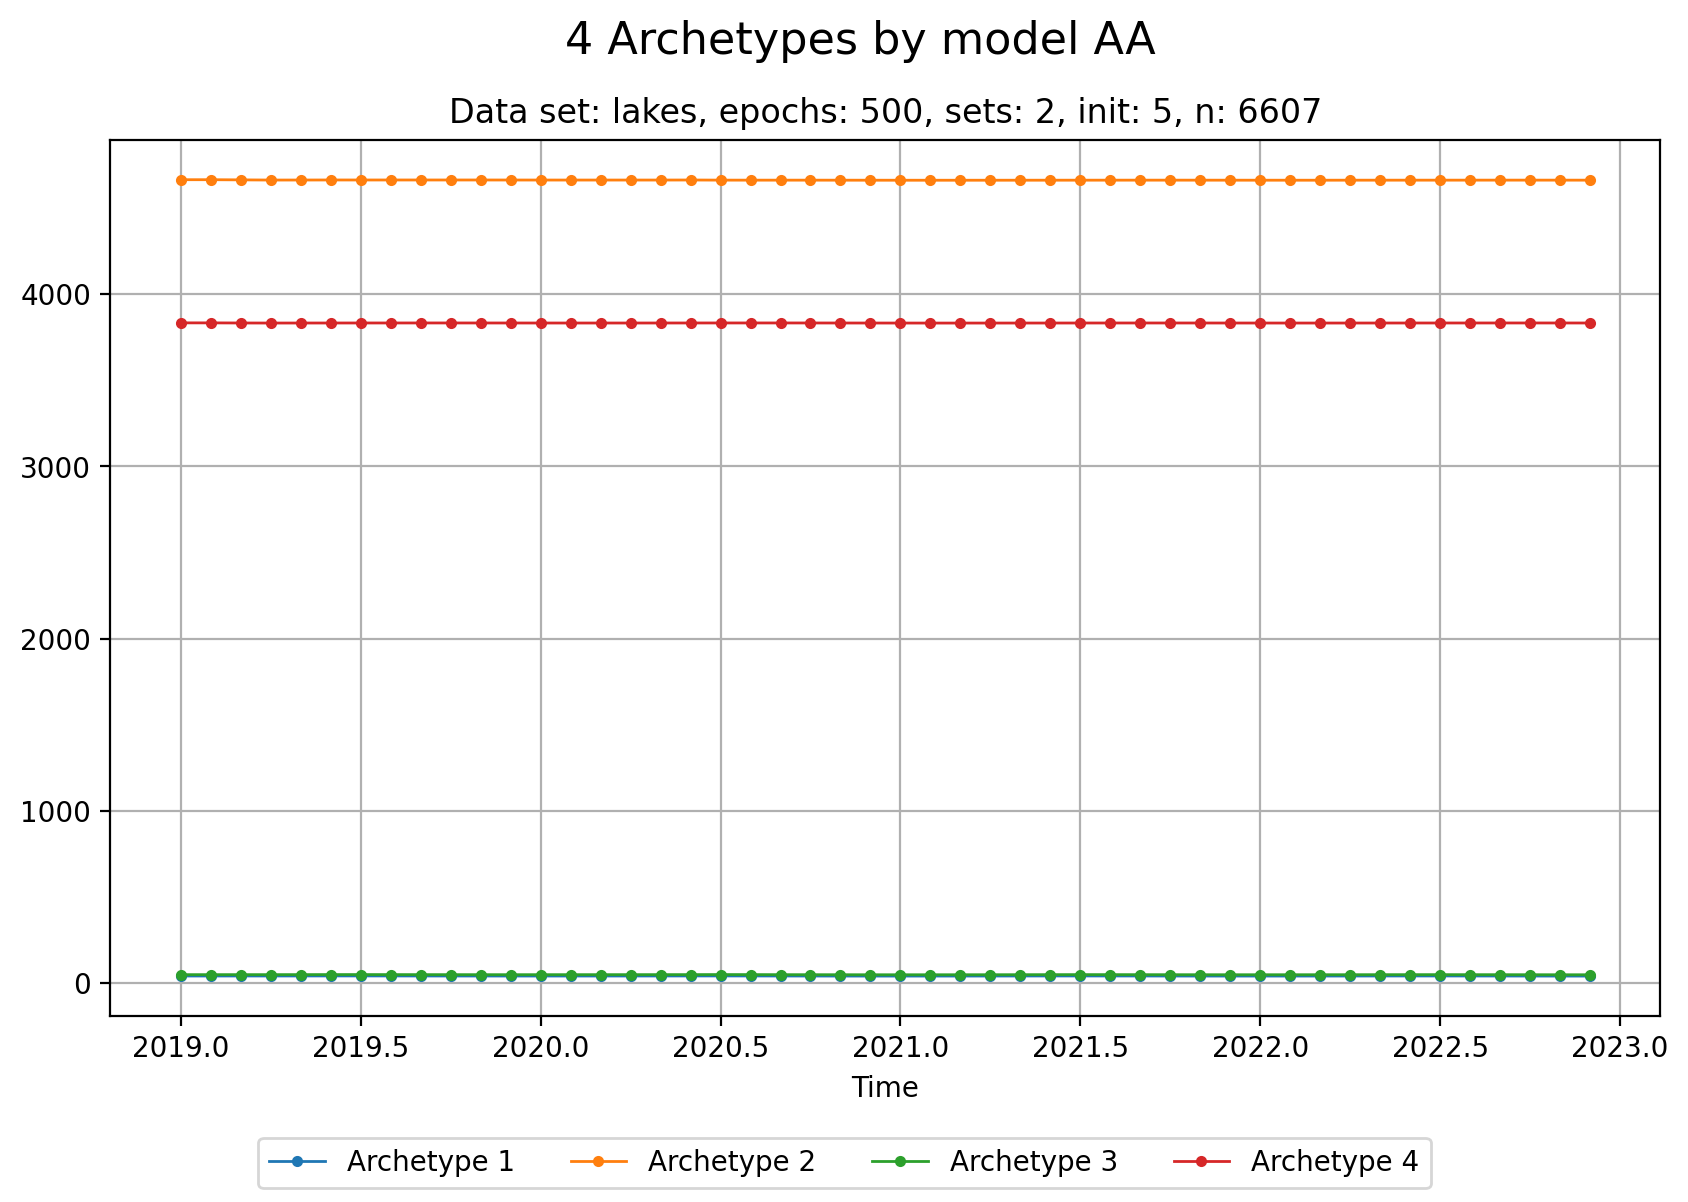 4 Archetypes by model AA
Data set: lakes, epochs: 500, sets: 2, init: 5, n: 6607
4000
3000
2000
1000
0
2019.0 2019.5 2020.0 2020.5 2021.0 2021.5 2022.0 2022.5 2023.0
Time
Archetype 1 Archetype 2 Archetype 3 Archetype 4